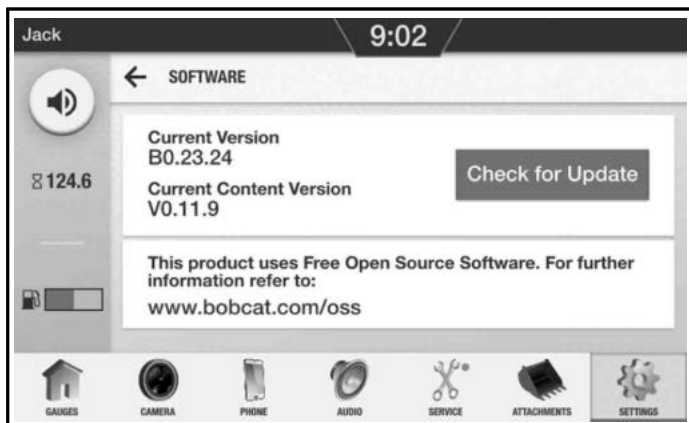 Jack
9:02
SOFTWARE
124.6
Current Version
B0.23.24
Current Content Version
V0.11.9
Check for Update
This product uses Free Open Source Software. For further
information refer to:
www.bobcat.com/oss
GAUGES
CAMERA
PHONE
AUDIO
SERVICE
ATTACHMENTS
SETTINGS